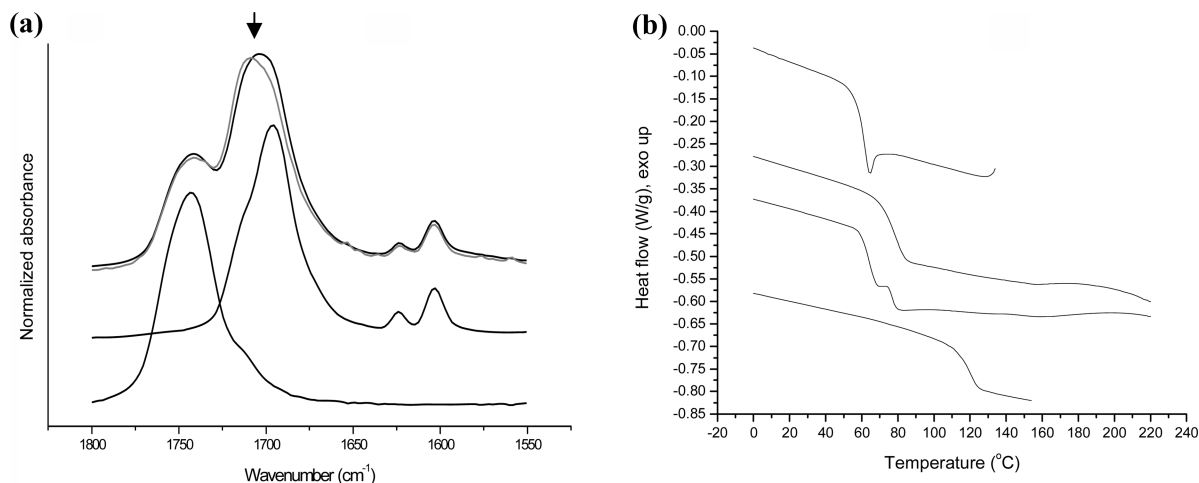 (a)
Normalized absorbance
1800 1750 1700 1650 1600 1550
Wavenumber (cm-1)
(b)
0.00
-0.05
-0.10
-0.15
-0.20
-0.25
-0.30
-0.35
-0.40
-0.45
-0.50
-0.55
-0.60
-0.65
-0.70
-0.75
-0.80
-0.85
Heat flow (W/g), exo up
-20 0 20 40 60 80 100 120 140 160 180 200 220 240
Temperature (oC)